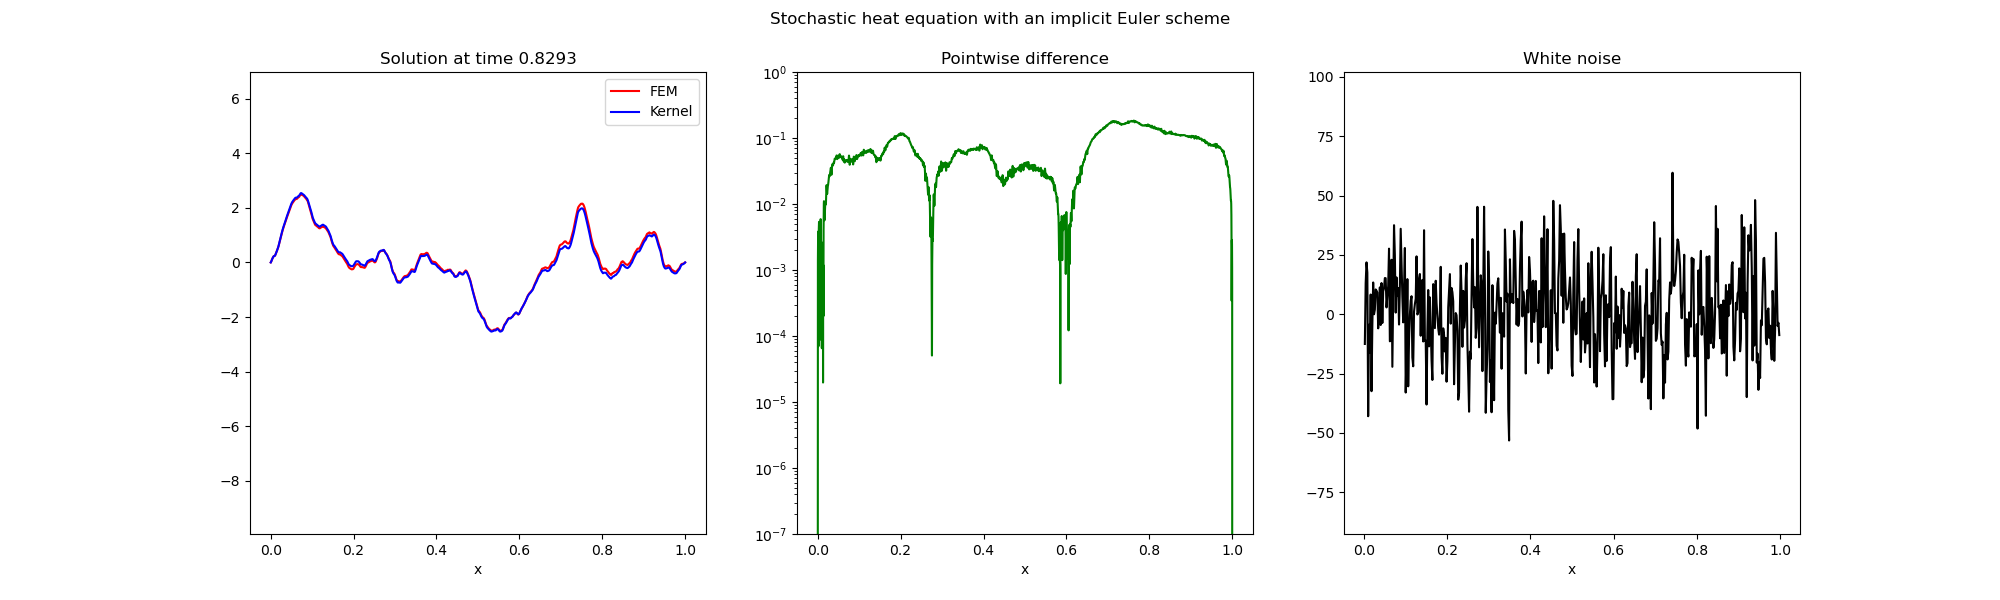 Stochastic heat equation with an implicit Euler scheme
Solution at time 0.8293
FEM
Kernel
6
4
2
0
−2
−4
−6
−8
0.0 0.2 0.4 0.6 0.8 1.0
x
Pointwise difference
10⁰
10⁻¹
10⁻²
10⁻³
10⁻⁴
10⁻⁵
10⁻⁶
10⁻⁷
0.0 0.2 0.4 0.6 0.8 1.0
x
White noise
100
75
50
25
0
−25
−50
−75
0.0 0.2 0.4 0.6 0.8 1.0
x